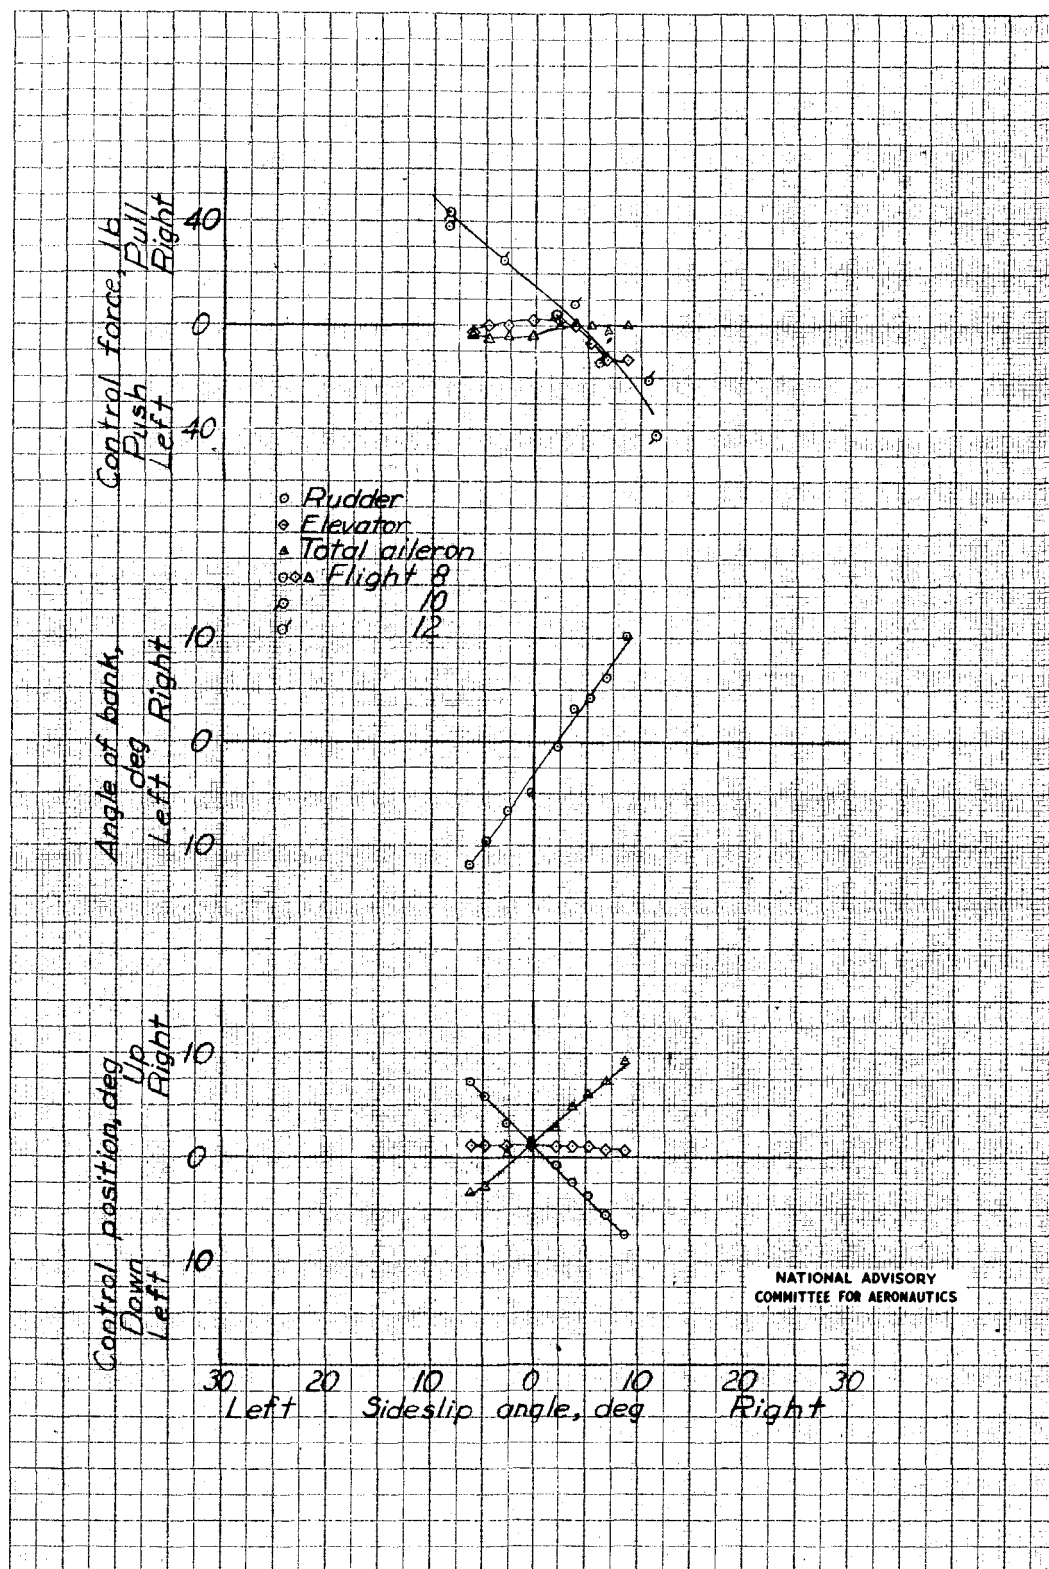 Control force, lb
Push Pull
Left Right
40
0
40
Rudder
Elevator
Total aileron
Flight 8
10
12
Angle of bank,
deg
Left Right
10
0
10
Control position, deg
Down Up
Left Right
10
0
10
NATIONAL ADVISORY
COMMITTEE FOR AERONAUTICS
30 20 10 0 10 20 30
Left Sideslip angle, deg Right